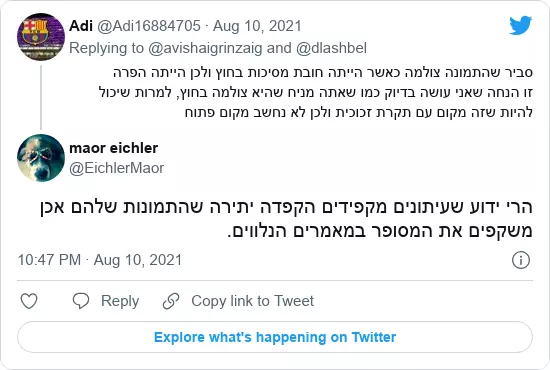 Adi @Adi16884705 · Aug 10, 2021
Replying to @avishaigrinzaig and @dlashbel
סביר שהתמונה צולמה כאשר הייתה חובת מסיכות בחוץ ולכן הייתה הפרה
זו הנחה שאני עושה בדיוק כמו שאתה מניח שהיא צולמה בחוץ, למרות שיכול
להיות שזה מקום עם תקרת זכוכית ולכן לא נחשב מקום פתוח
maor eichler
@EichlerMaor
הרי ידוע שעיתונים מקפידים הקפדה יתירה שהתמונות שלהם אכן
משקפים את המסופר במאמרים הנלווים.
10:47 PM · Aug 10, 2021
Reply
Copy link to Tweet
Explore what's happening on Twitter